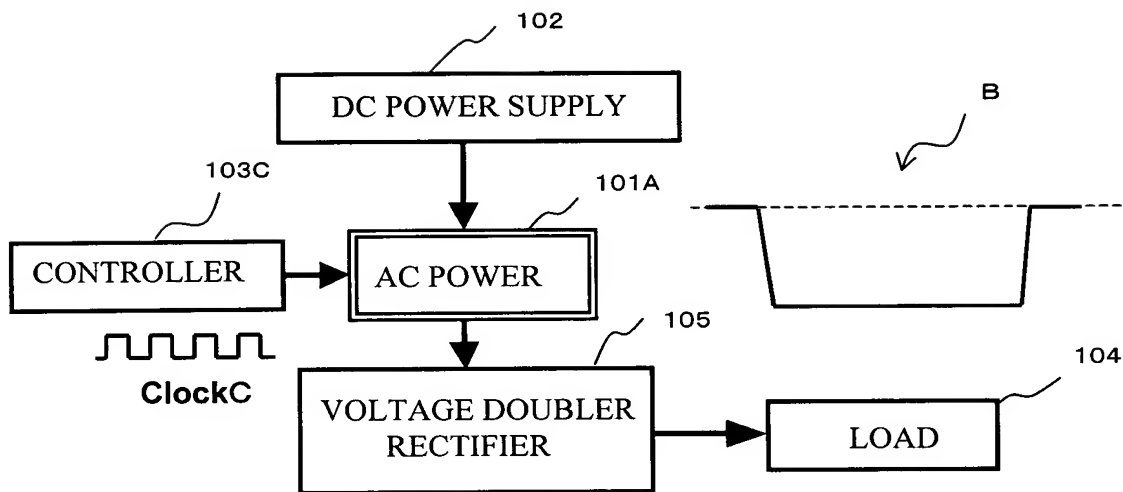 102
DC POWER SUPPLY
B
103C
101A
CONTROLLER
AC POWER
ClockC
105
104
VOLTAGE DOUBLER
RECTIFIER
LOAD